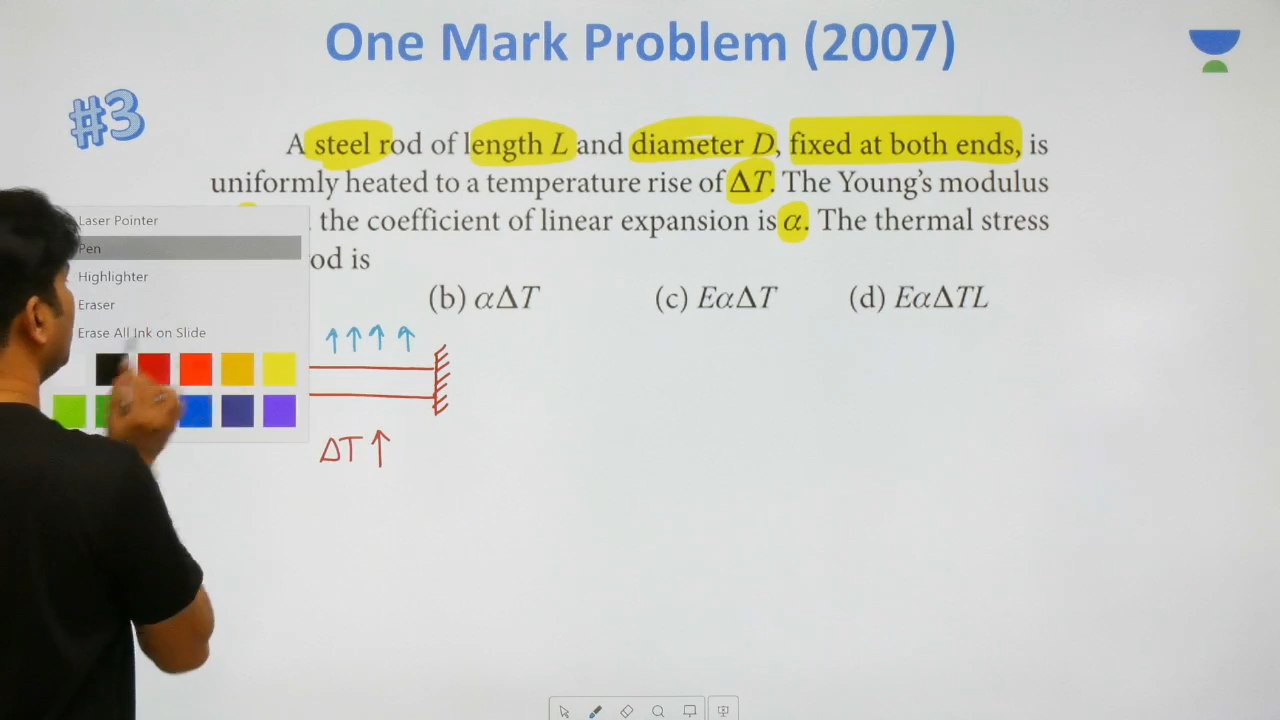 One Mark Problem (2007)
#3
A steel rod of length L and diameter D, fixed at both ends, is
uniformly heated to a temperature rise of ΔT. The Young's modulus
the coefficient of linear expansion is α. The thermal stress
od is
(b) αΔT (c) EαΔT (d) EαΔTL
Laser Pointer
Pen
Highlighter
Eraser
Erase All Ink on Slide
ΔT ↑